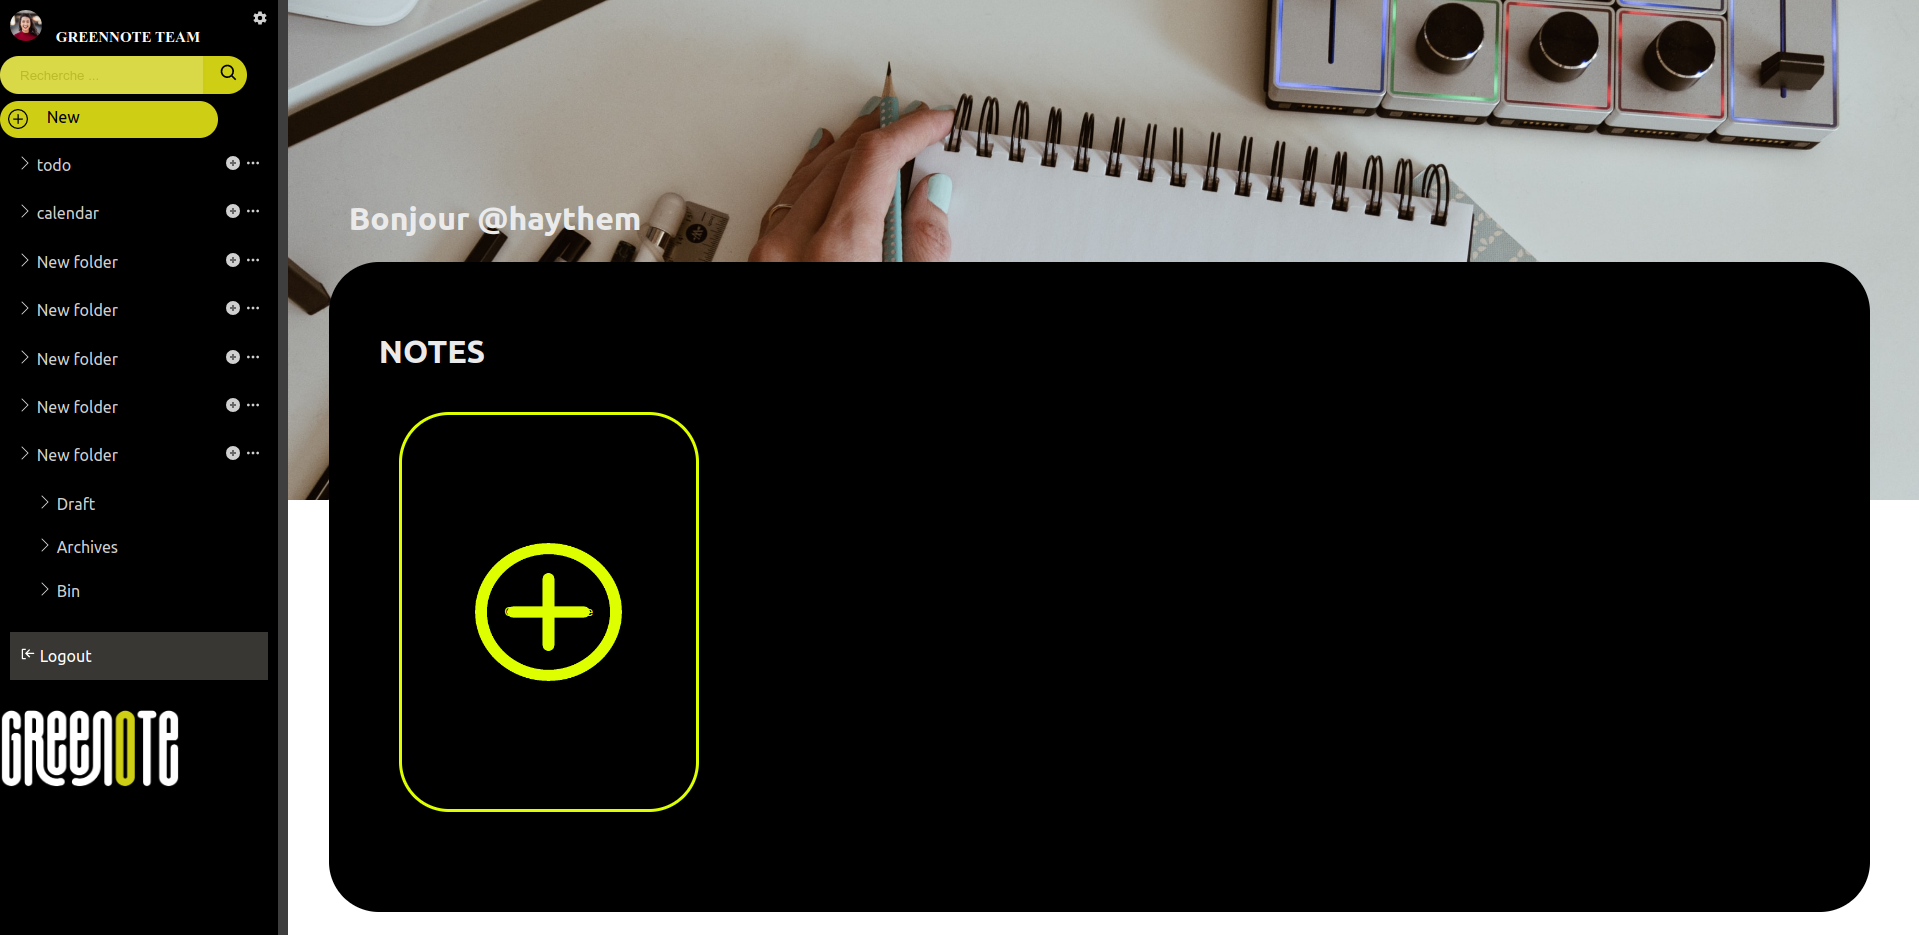 GREENNOTE TEAM
Recherche ...
New
todo
calendar
New folder
New folder
New folder
New folder
New folder
Draft
Archives
Bin
Logout
GREENOTE
Bonjour @haythem
NOTES